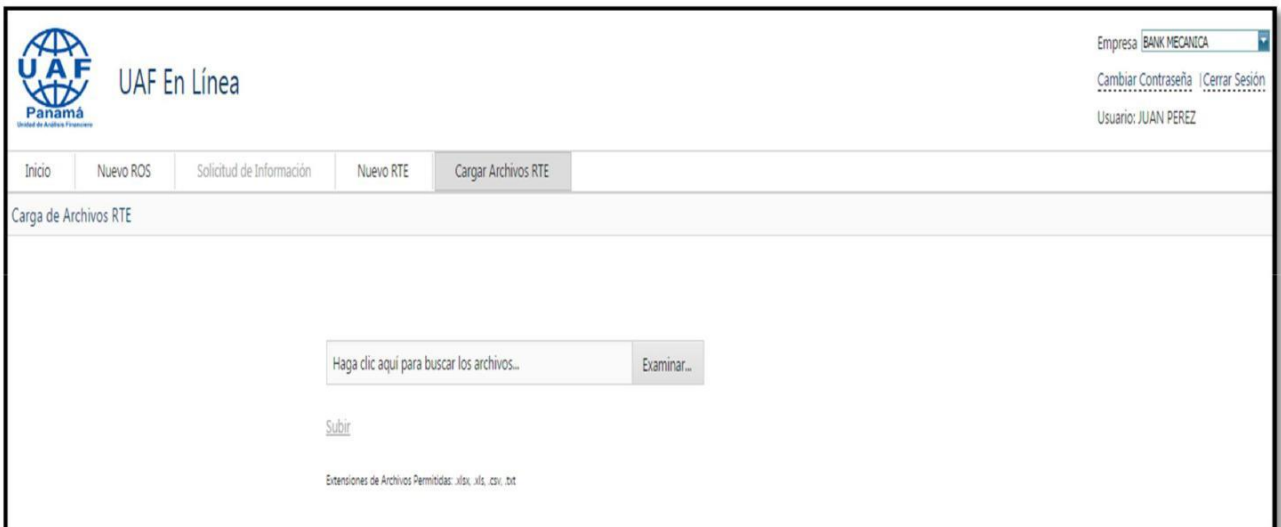 UAF
Panamá
Unidad de Análisis Financiero
UAF En Línea
Empresa BANK MECANICA
Cambiar Contraseña | Cerrar Sesión
Usuario: JUAN PEREZ
Inicio Nuevo ROS Solicitud de Información Nuevo RTE Cargar Archivos RTE
Carga de Archivos RTE
Haga clic aquí para buscar los archivos... Examinar...
Subir
Extensiones de Archivos Permitidas: .xlsx, .xls, .csv, .txt